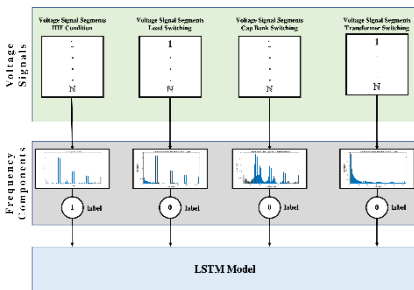 Voltage Signal Segments
HIF Condition
Voltage Signal Segments
Load Switching
Voltage Signal Segments
Cap Bank Switching
Voltage Signal Segments
Transformer Switching
Voltage
Signals
1
N
1
N
1
N
1
N
Frequency
Components
1 label
0 label
0 label
0 label
LSTM Model